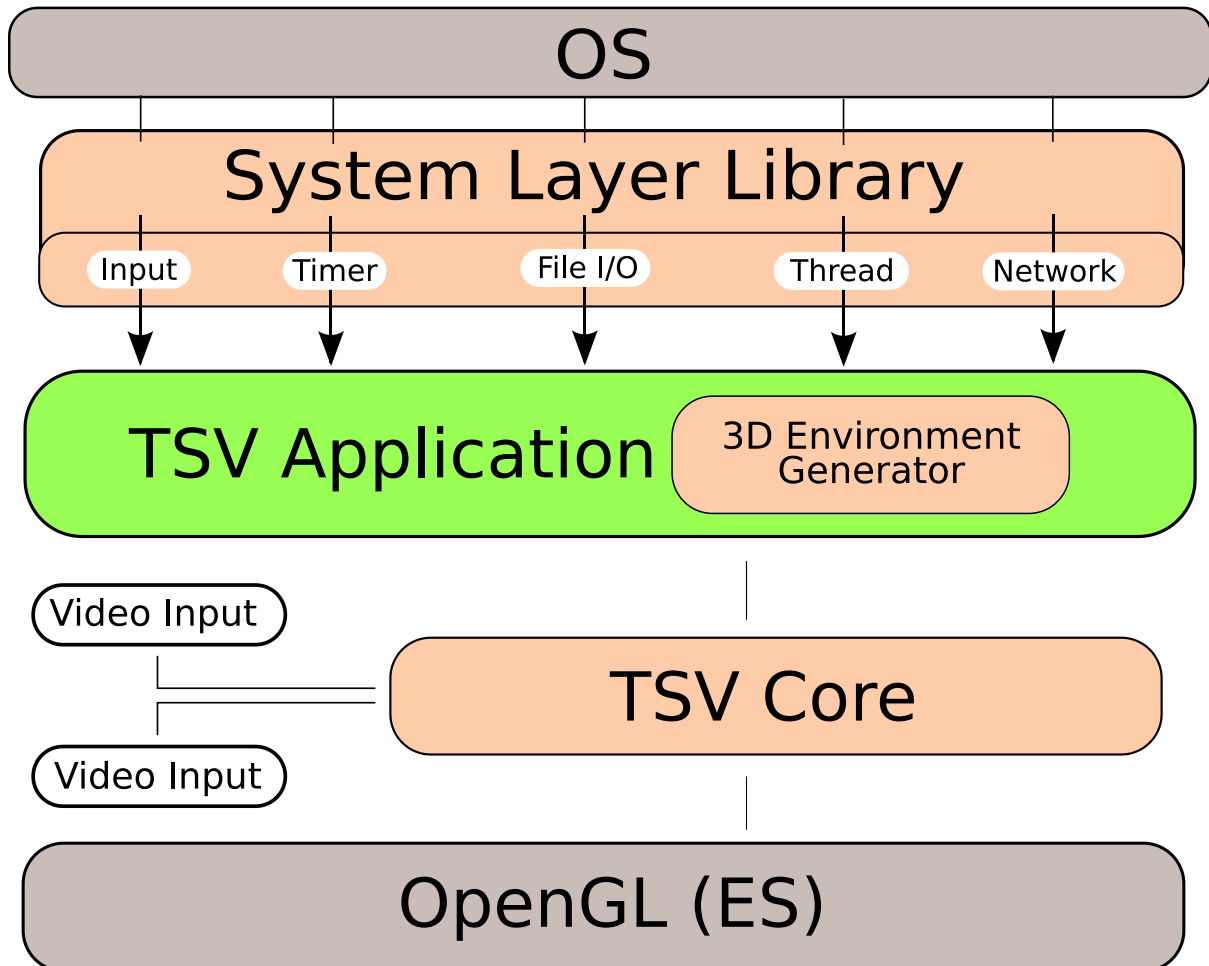 OS
System Layer Library
Input
Timer
File I/O
Thread
Network
TSV Application
3D Environment
Generator
Video Input
TSV Core
Video Input
OpenGL (ES)